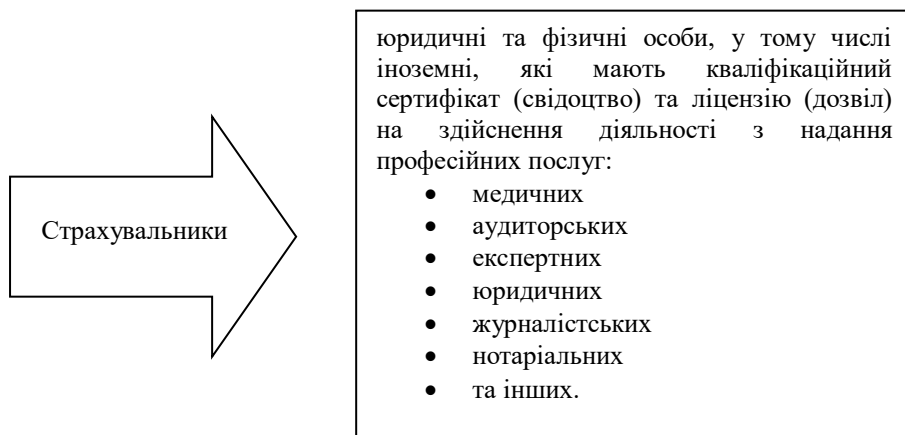 Страхувальники
юридичні та фізичні особи, у тому числі
іноземні, які мають кваліфікаційний
сертифікат (свідоцтво) та ліцензію (дозвіл)
на здійснення діяльності з надання
професійних послуг:
• медичних
• аудиторських
• експертних
• юридичних
• журналістських
• нотаріальних
• та інших.